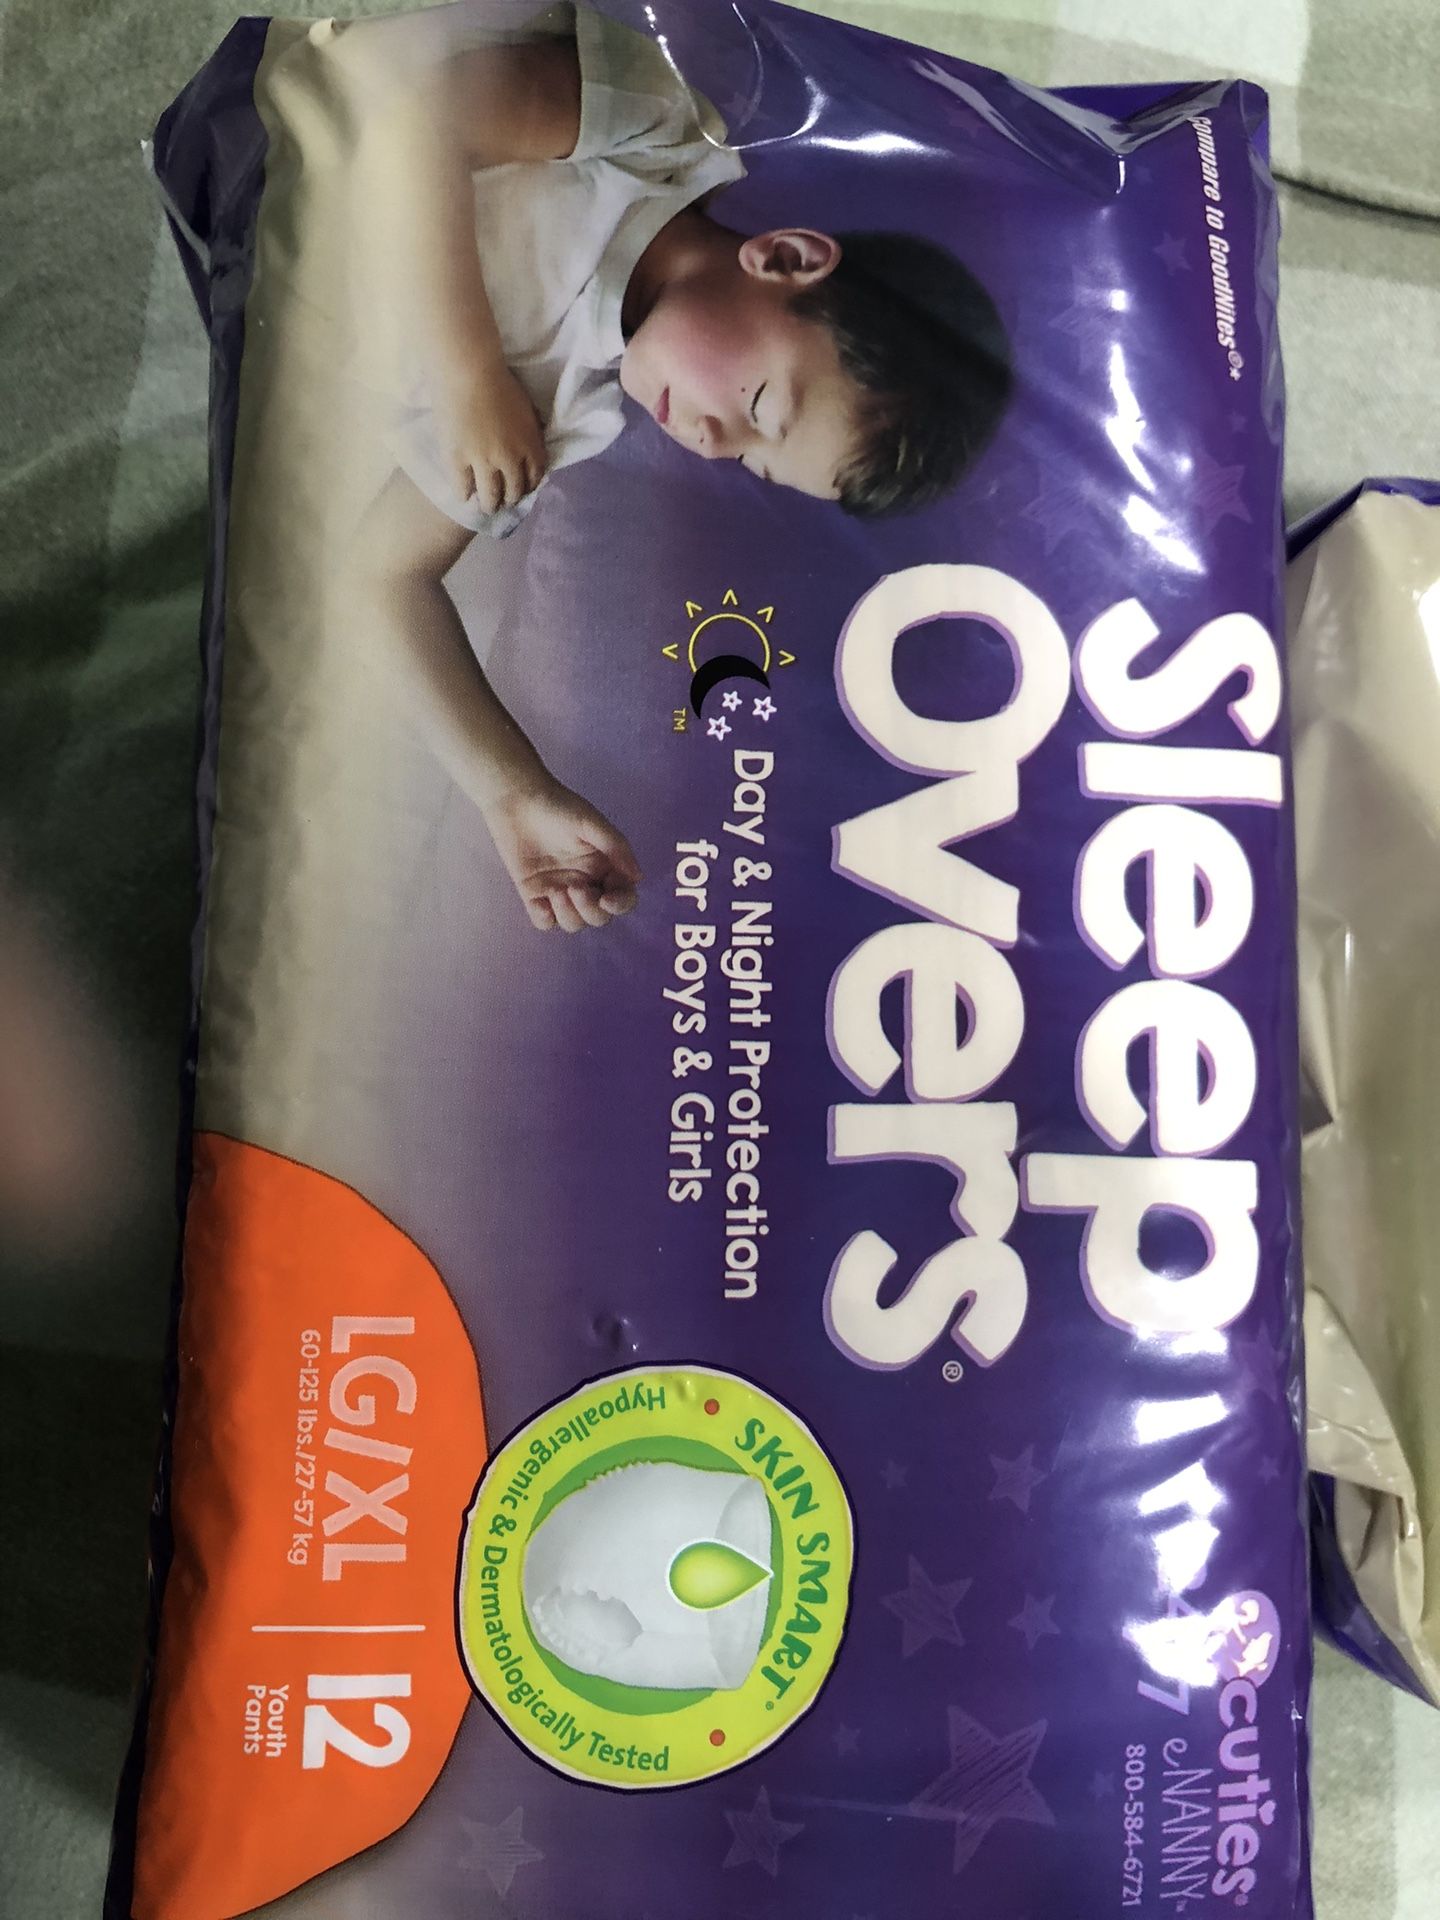 compare to GoodNites®*
Sleep
Overs®
Day & Night Protection
for Boys & Girls
TM
cuties®
eNANNY™
800-584-6721
SKIN SMART®
Hypoallergenic & Dermatologically Tested
LG/XL
60-125 lbs./27-57 kg
12
Youth
Pants